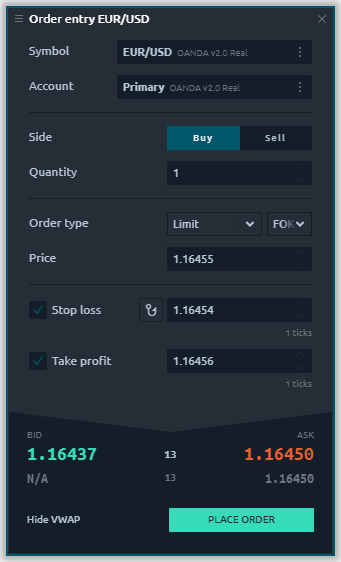 Order entry EUR/USD
Symbol EUR/USD OANDA v2.0 Real
Account Primary OANDA v2.0 Real
Side Buy Sell
Quantity 1
Order type Limit FOK
Price 1.16455
Stop loss 1.16454
1 ticks
Take profit 1.16456
1 ticks
BID ASK
1.16437 13 1.16450
N/A 13 1.16450
Hide VWAP PLACE ORDER